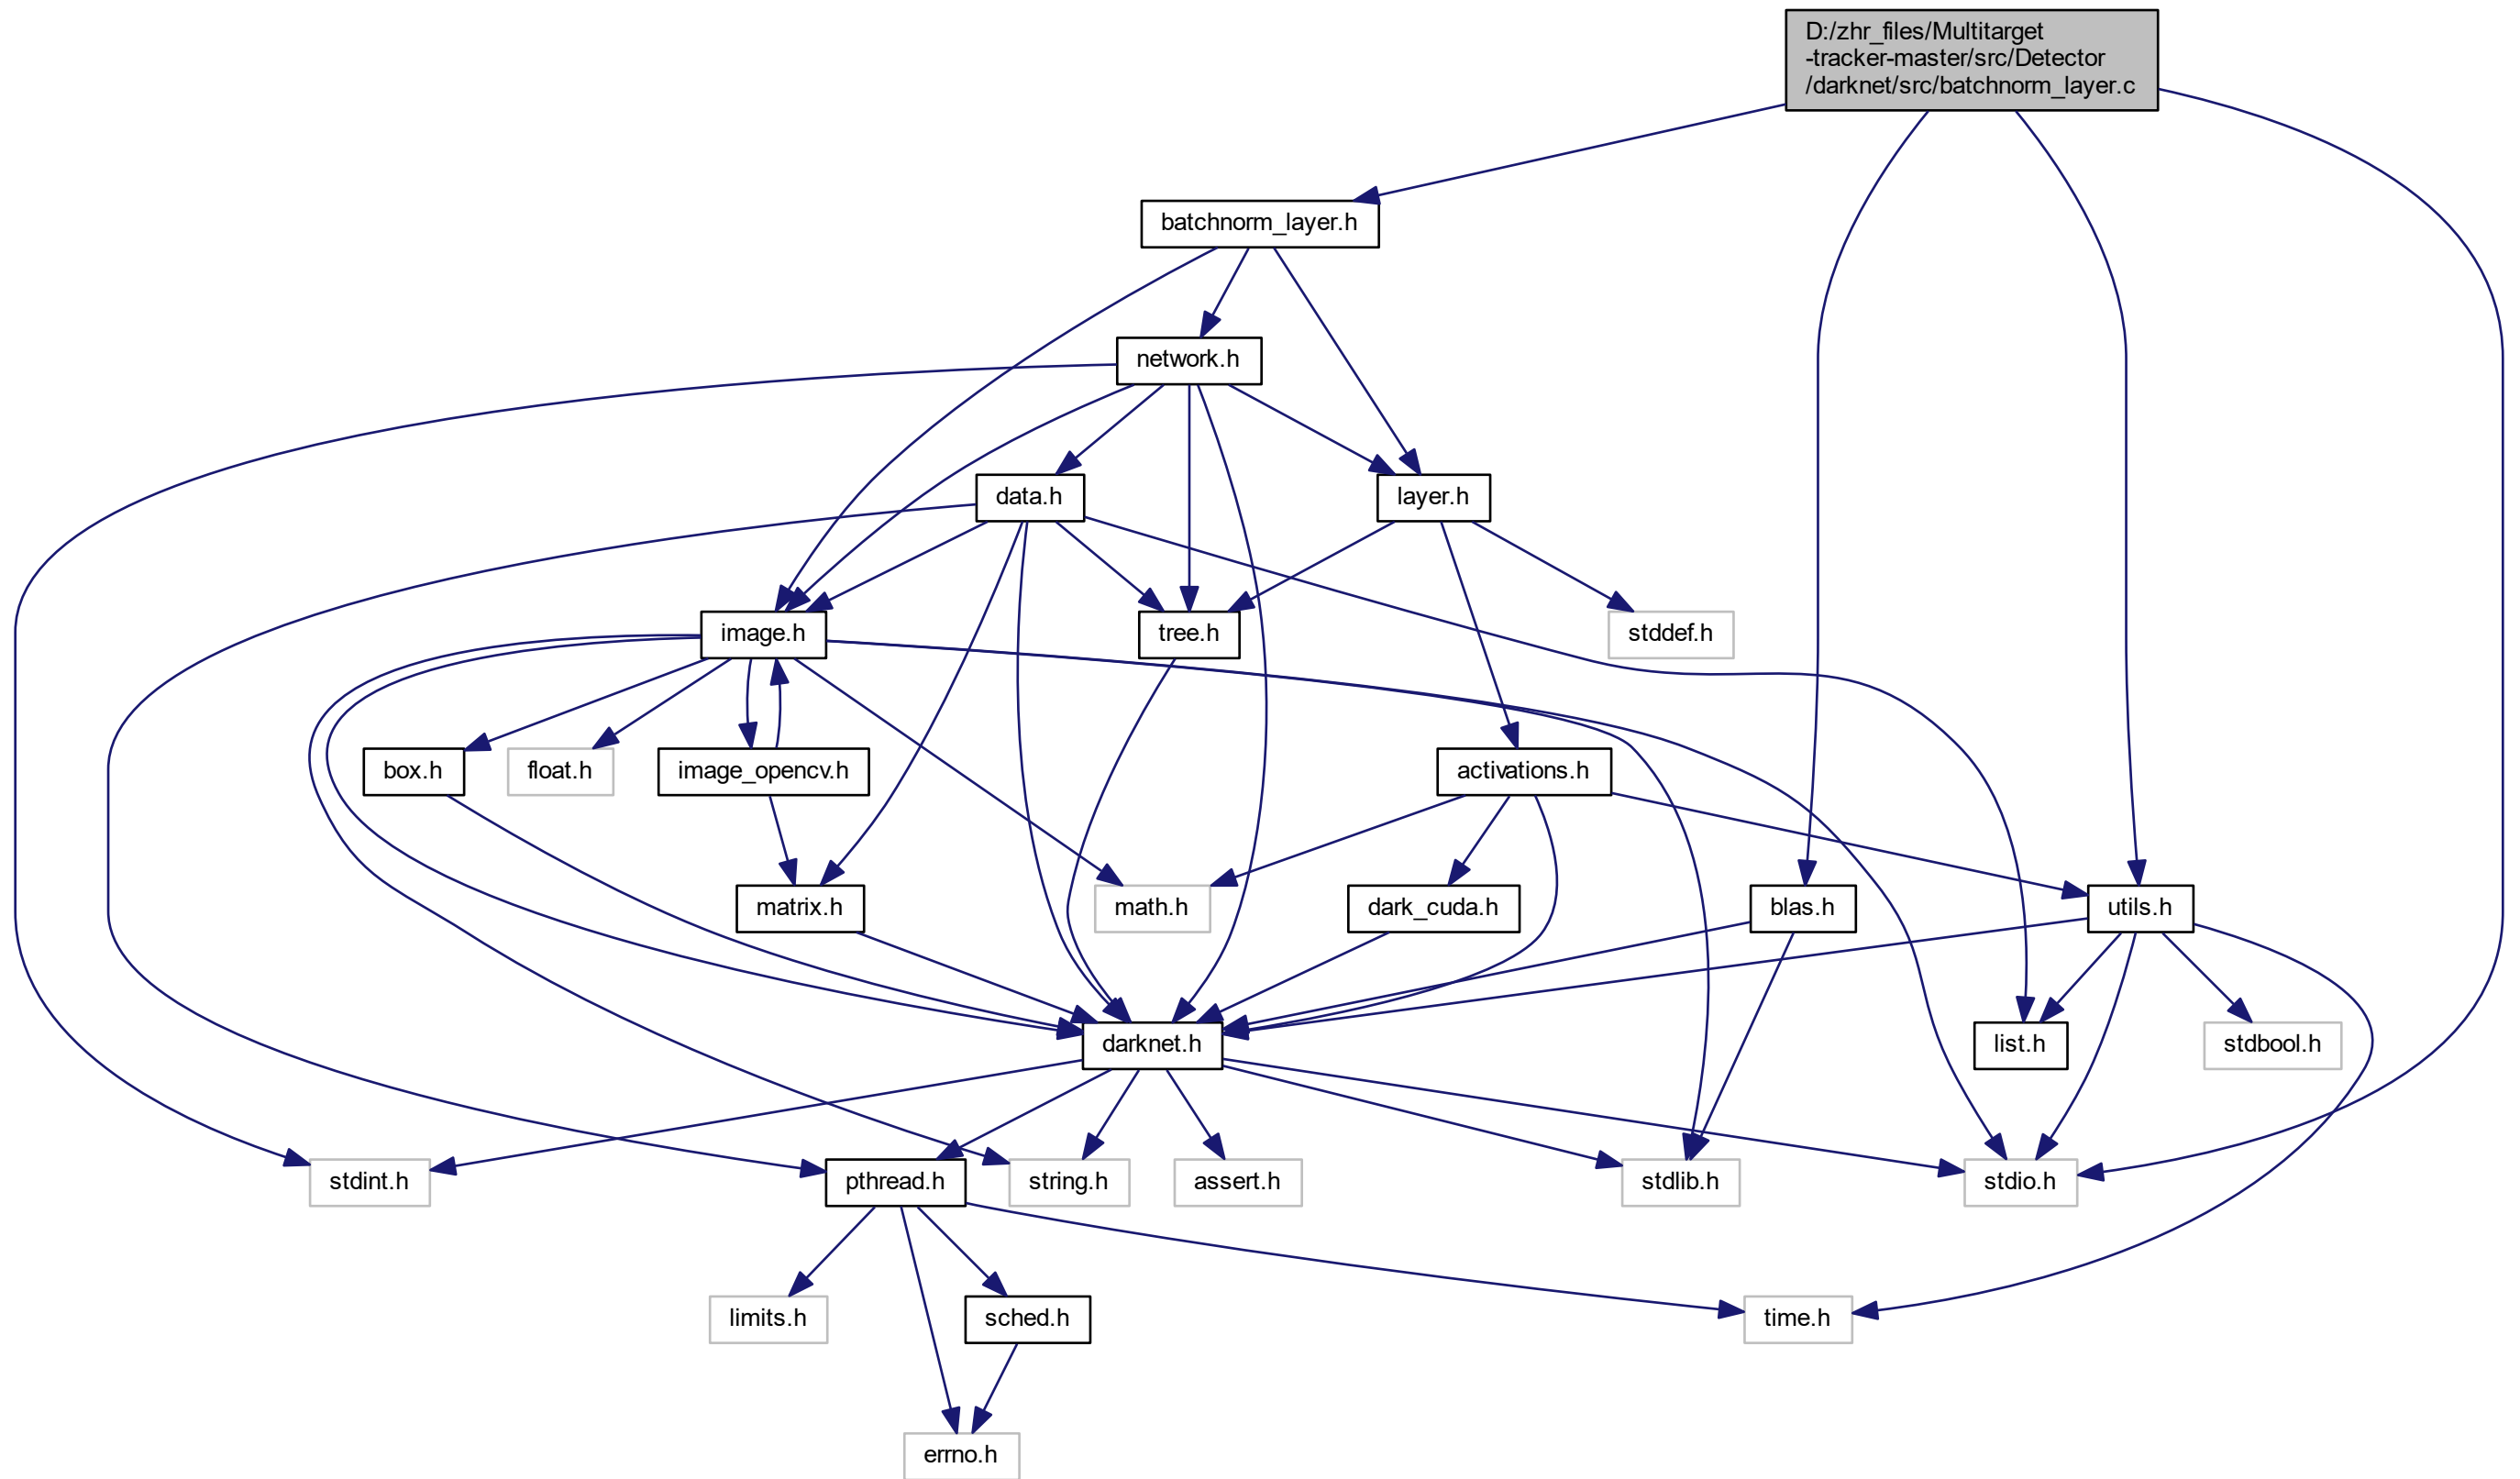 D:/zhr_files/Multitarget
-tracker-master/src/Detector
/darknet/src/batchnorm_layer.c
batchnorm_layer.h
network.h
data.h
layer.h
image.h
tree.h
stddef.h
box.h
float.h
image_opencv.h
activations.h
matrix.h
math.h
dark_cuda.h
blas.h
utils.h
darknet.h
list.h
stdbool.h
stdint.h
pthread.h
string.h
assert.h
stdlib.h
stdio.h
limits.h
sched.h
time.h
errno.h